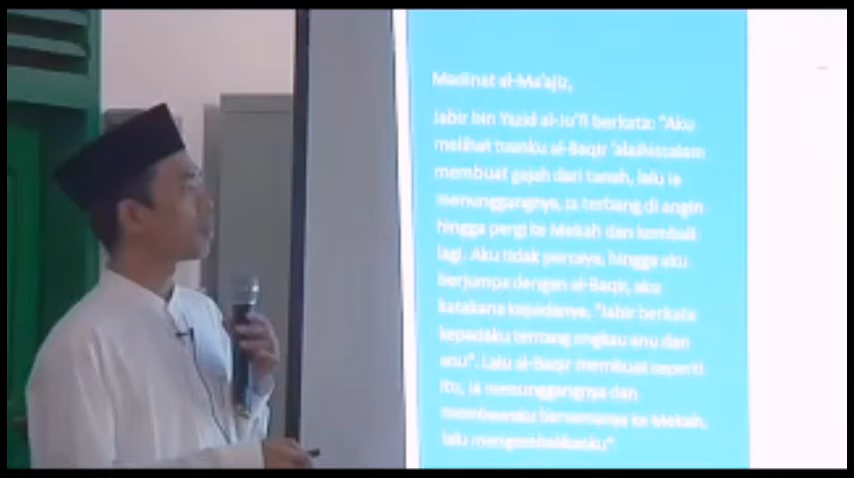 Madinat al-Ma'ajiz,
Jabir bin Yazid al-Ju'fi berkata: "Aku
melihat tuanku al-Baqir 'alaihissalam
membuat gajah dari tanah, lalu ia
menunggangnya, ia terbang di angin
hingga pergi ke Mekah dan kembali
lagi. Aku tidak percaya, hingga aku
berjumpa dengan al-Baqir, aku
katakana kepadanya, "Jabir berkata
kepadaku tentang engkau anu dan
anu". Lalu al-Baqir membuat seperti
itu, ia menunggangnya dan
membawaku bersamanya ke Mekah,
lalu mengembalikanku"